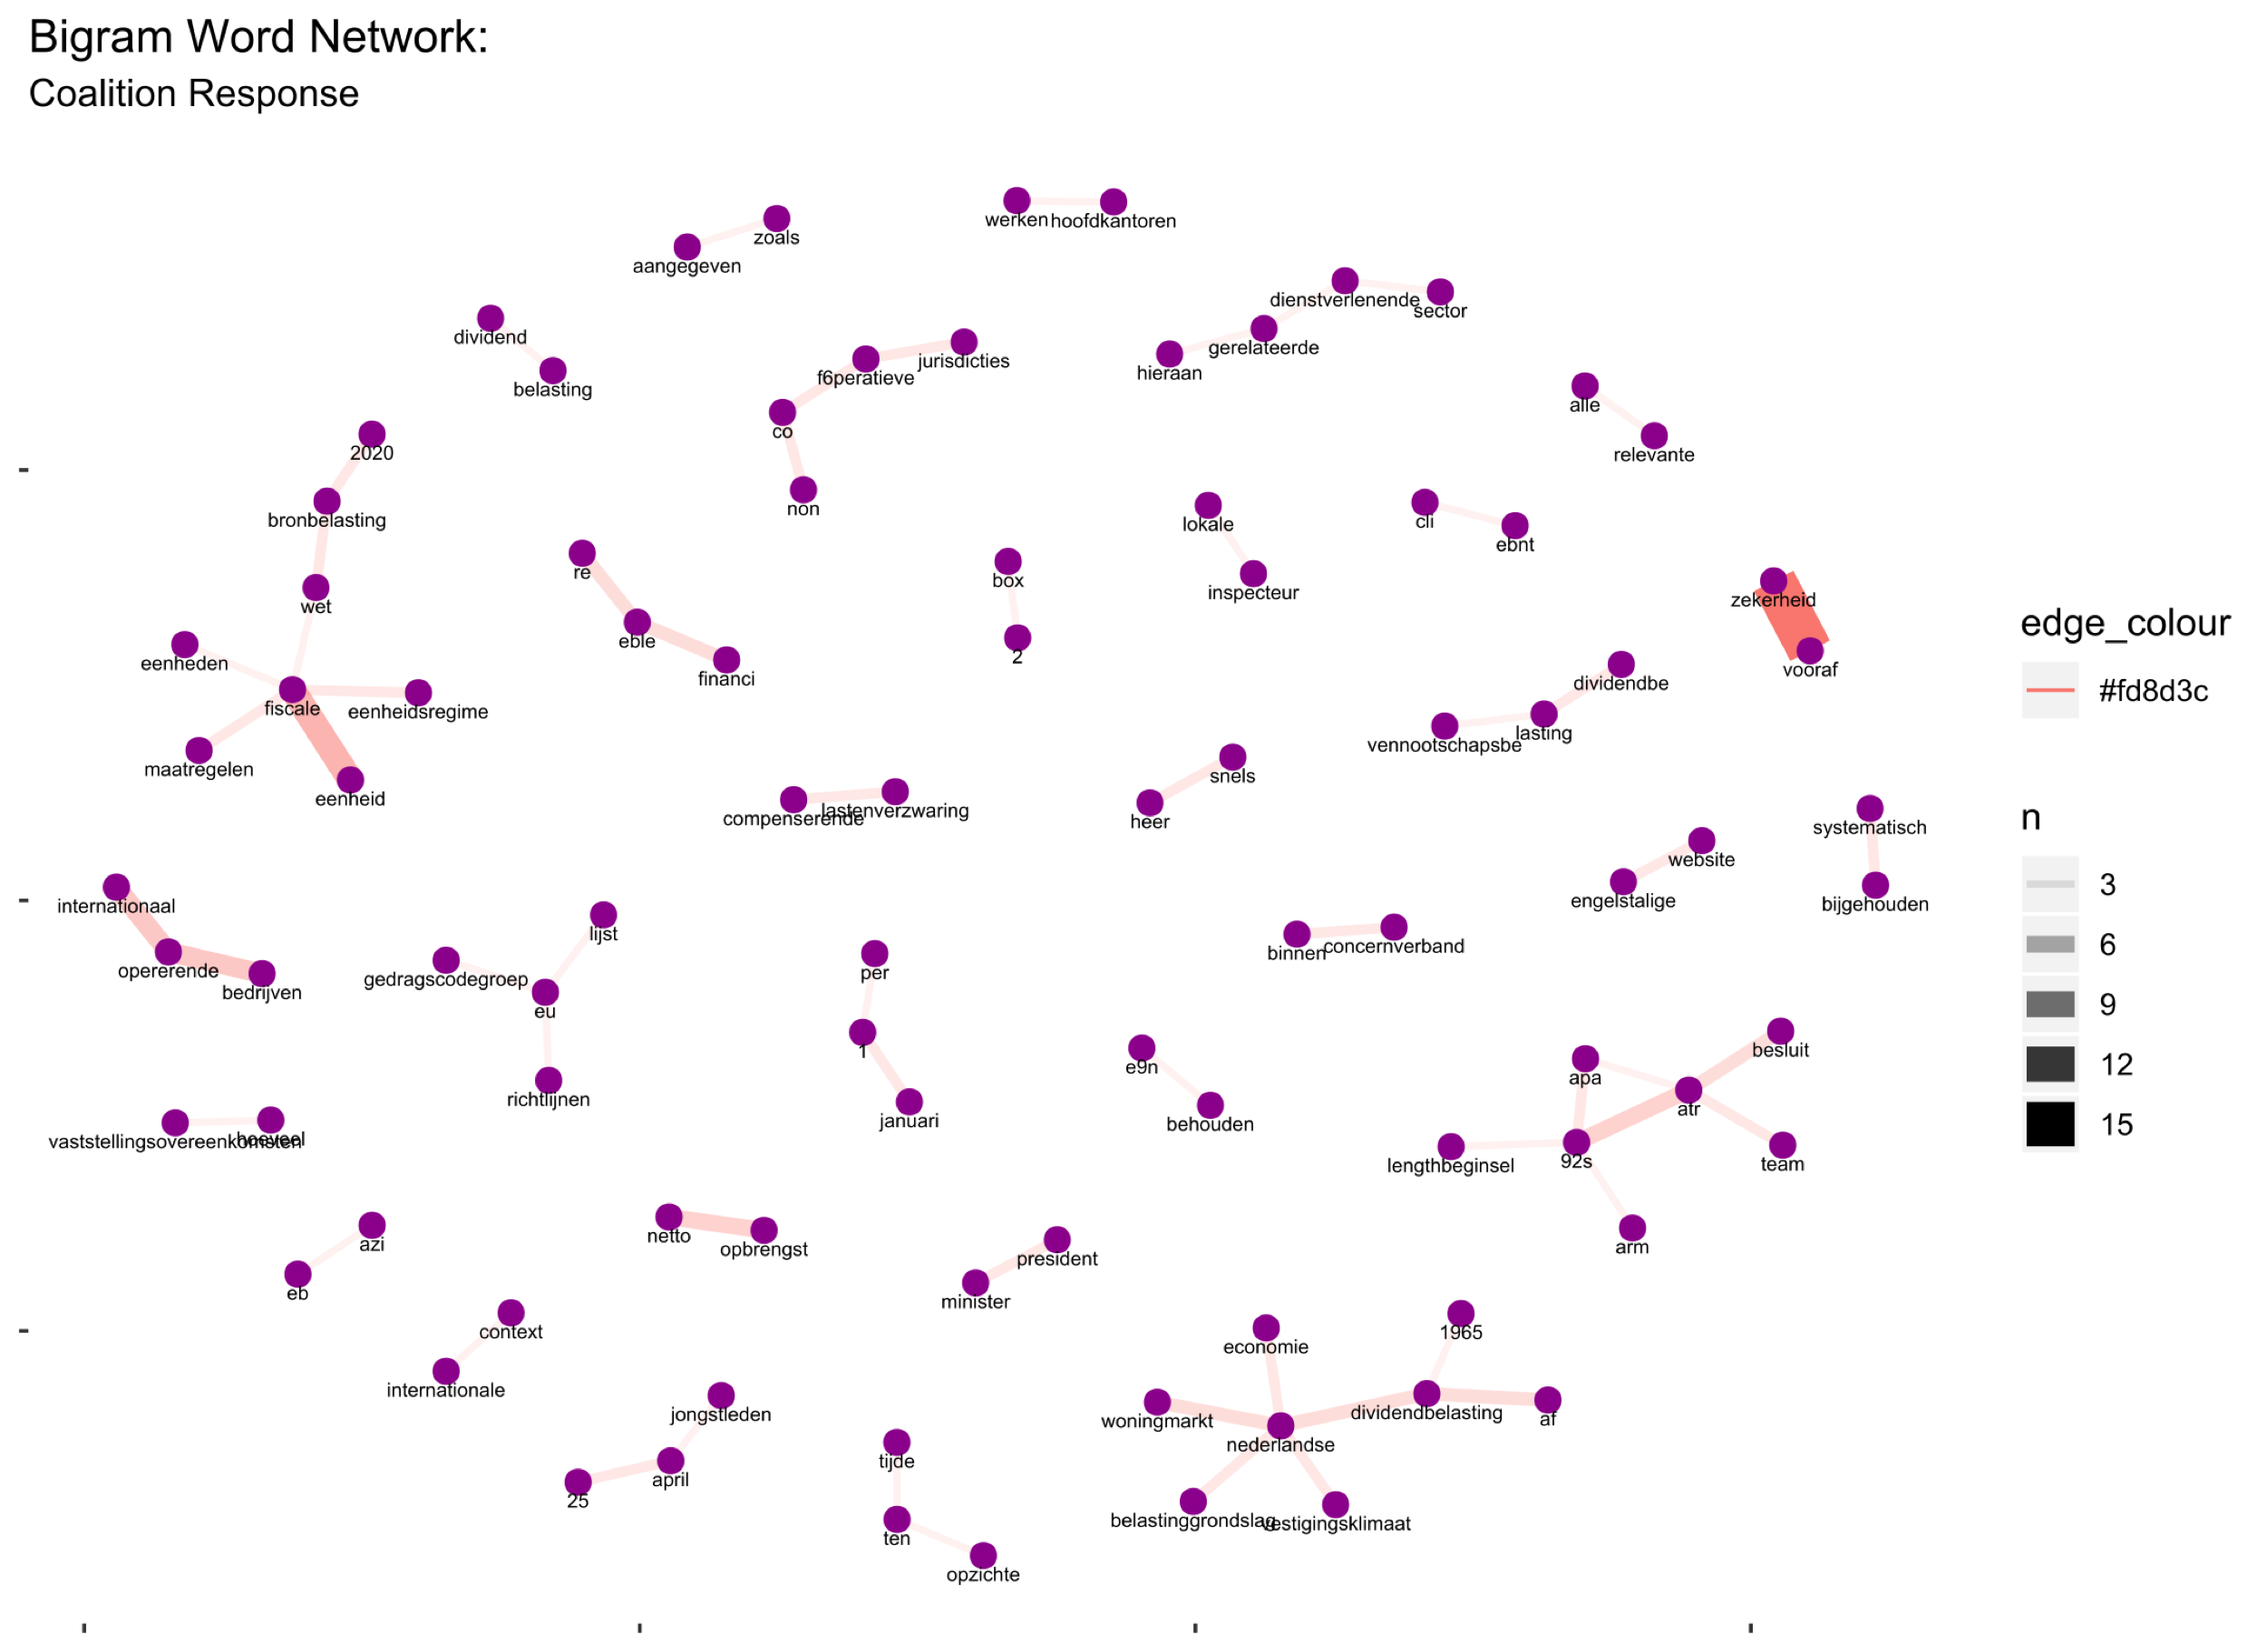 Bigram Word Network:
Coalition Response
werken
hoofdkantoren
zoals
aangegeven
dienstverlenende
sector
dividend
gerelateerde
jurisdicties
hieraan
f6peratieve
belasting
alle
co
2020
relevante
non
bronbelasting
lokale
cli
ebnt
re
box
inspecteur
zekerheid
wet
eble
2
eenheden
vooraf
financi
dividendbe
fiscale
eenheidsregime
lasting
vennootschapsbe
maatregelen
snels
eenheid
lastenverzwaring
compenserende
heer
systematisch
website
engelstalige
bijgehouden
internationaal
lijst
concernverband
binnen
opererende
per
gedragscodegroep
bedrijven
eu
1
besluit
e9n
apa
richtlijnen
atr
januari
behouden
hoeveel
vaststellingsovereenkomsten
92s
team
lengthbeginsel
netto
azi
opbrengst
arm
president
eb
minister
context
1965
economie
internationale
jongstleden
dividendbelasting
af
woningmarkt
nederlandse
tijde
april
25
belastinggrondslag
vestigingsklimaat
ten
opzichte
edge_colour
#fd8d3c
n
3
6
9
12
15